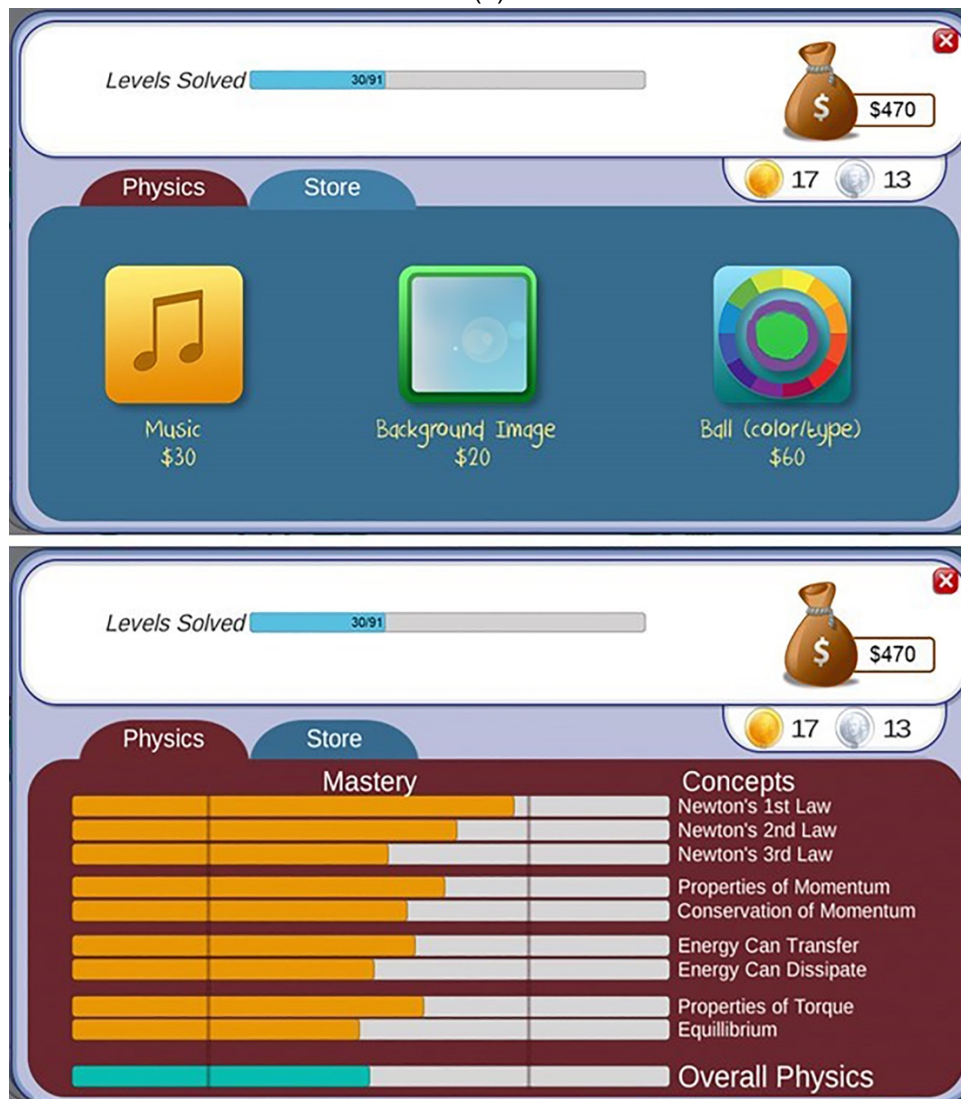 Levels Solved 30/91
$ $470
17 13
Physics Store
Music Background Image Ball (color/type)
$30 $20 $60
Levels Solved 30/91
$ $470
17 13
Physics Store
Mastery Concepts
Newton's 1st Law
Newton's 2nd Law
Newton's 3rd Law
Properties of Momentum
Conservation of Momentum
Energy Can Transfer
Energy Can Dissipate
Properties of Torque
Equillibrium
Overall Physics